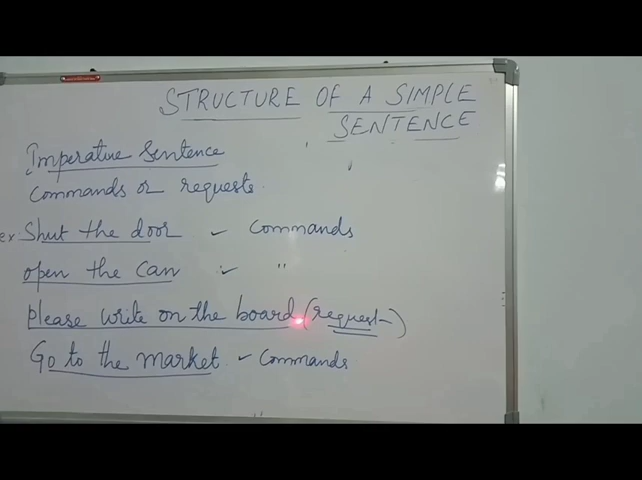 STRUCTURE OF A SIMPLE
SENTENCE
Imperative Sentence
Commands or requests
ex: Shut the door - Commands
open the Can - "
Please write on the board (request)
Go to the market - Commands